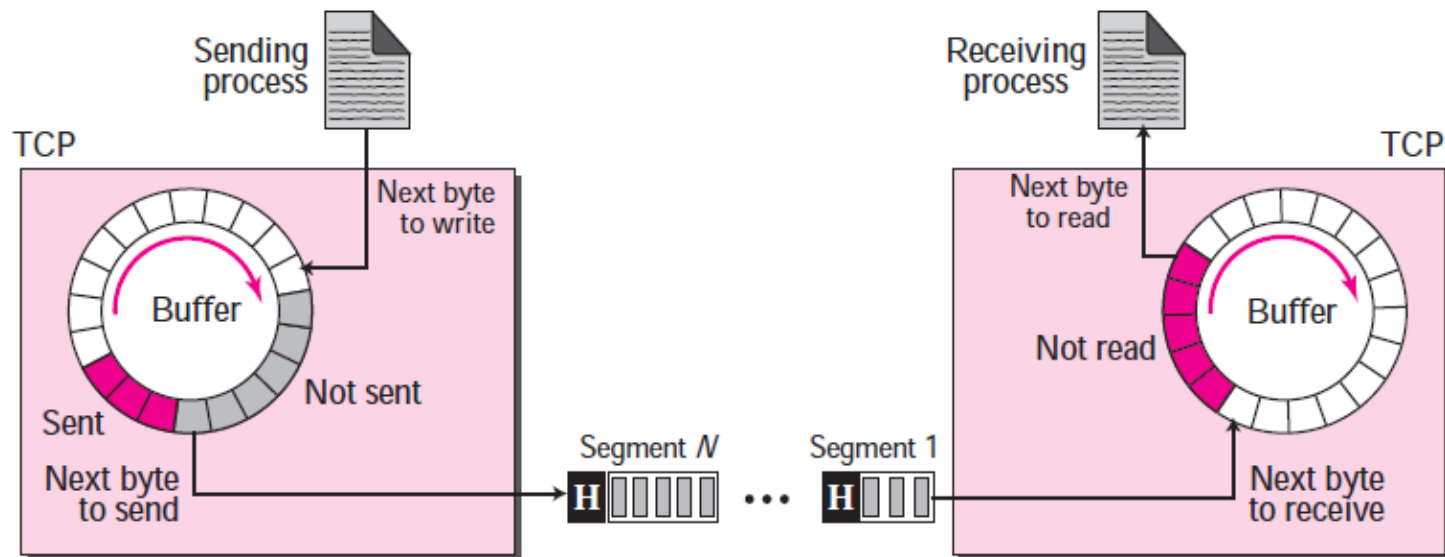 Sending
process
Receiving
process
TCP
TCP
Next byte
to write
Next byte
to read
Buffer
Buffer
Not read
Not sent
Sent
Segment N
Segment 1
Next byte
to send
H
H
Next byte
to receive